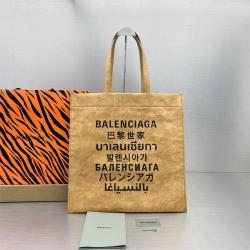 BALENCIAGA
巴黎世家
บาเลนเซียกา
발렌시아가
БАЛЕНСИАГА
バレンシアガ
بالنسياغا